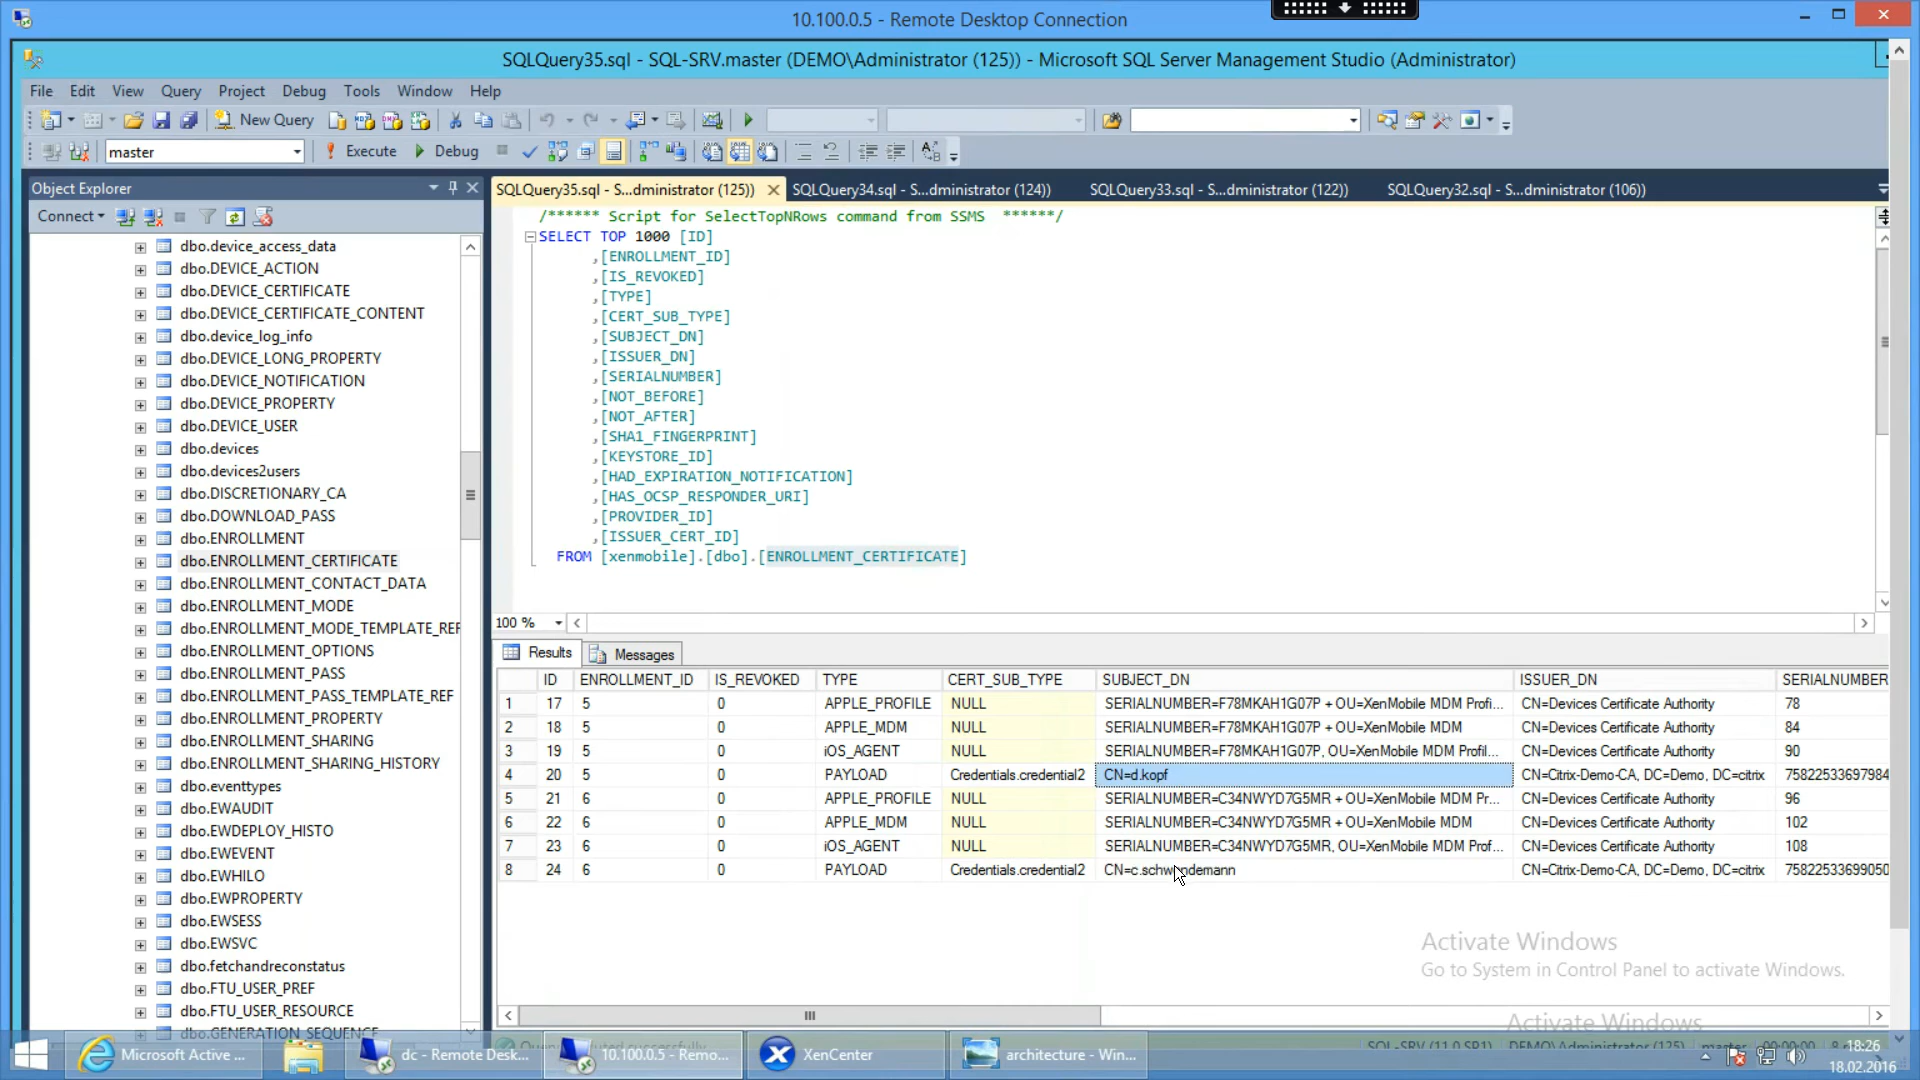 10.100.0.5 - Remote Desktop Connection
SQLQuery35.sql - SQL-SRV.master (DEMO\Administrator (125)) - Microsoft SQL Server Management Studio (Administrator)
File Edit View Query Project Debug Tools Window Help
New Query
master Execute Debug
Object Explorer
Connect
SQLQuery35.sql - S...dministrator (125)) SQLQuery34.sql - S...dministrator (124)) SQLQuery33.sql - S...dministrator (122)) SQLQuery32.sql - S...dministrator (106))
dbo.device_access_data
dbo.DEVICE_ACTION
dbo.DEVICE_CERTIFICATE
dbo.DEVICE_CERTIFICATE_CONTENT
dbo.device_log_info
dbo.DEVICE_LONG_PROPERTY
dbo.DEVICE_NOTIFICATION
dbo.DEVICE_PROPERTY
dbo.DEVICE_USER
dbo.devices
dbo.devices2users
dbo.DISCRETIONARY_CA
dbo.DOWNLOAD_PASS
dbo.ENROLLMENT
dbo.ENROLLMENT_CERTIFICATE
dbo.ENROLLMENT_CONTACT_DATA
dbo.ENROLLMENT_MODE
dbo.ENROLLMENT_MODE_TEMPLATE_REF
dbo.ENROLLMENT_OPTIONS
dbo.ENROLLMENT_PASS
dbo.ENROLLMENT_PASS_TEMPLATE_REF
dbo.ENROLLMENT_PROPERTY
dbo.ENROLLMENT_SHARING
dbo.ENROLLMENT_SHARING_HISTORY
dbo.eventtypes
dbo.EWAUDIT
dbo.EWDEPLOY_HISTO
dbo.EWEVENT
dbo.EWHILO
dbo.EWPROPERTY
dbo.EWSESS
dbo.EWSVC
dbo.fetchandreconstatus
dbo.FTU_USER_PREF
dbo.FTU_USER_RESOURCE
dbo.GENERATION_SEQUENCE
/****** Script for SelectTopNRows command from SSMS  ******/
SELECT TOP 1000 [ID]
,[ENROLLMENT_ID]
,[IS_REVOKED]
,[TYPE]
,[CERT_SUB_TYPE]
,[SUBJECT_DN]
,[ISSUER_DN]
,[SERIALNUMBER]
,[NOT_BEFORE]
,[NOT_AFTER]
,[SHA1_FINGERPRINT]
,[KEYSTORE_ID]
,[HAD_EXPIRATION_NOTIFICATION]
,[HAS_OCSP_RESPONDER_URI]
,[PROVIDER_ID]
,[ISSUER_CERT_ID]
FROM [xenmobile].[dbo].[ENROLLMENT_CERTIFICATE]
100 %
Results Messages
ID ENROLLMENT_ID IS_REVOKED TYPE CERT_SUB_TYPE SUBJECT_DN ISSUER_DN SERIALNUMBER
1 17 5 0 APPLE_PROFILE NULL SERIALNUMBER=F78MKAH1G07P + OU=XenMobile MDM Profi... CN=Devices Certificate Authority 78
2 18 5 0 APPLE_MDM NULL SERIALNUMBER=F78MKAH1G07P + OU=XenMobile MDM CN=Devices Certificate Authority 84
3 19 5 0 iOS_AGENT NULL SERIALNUMBER=F78MKAH1G07P, OU=XenMobile MDM Profil... CN=Devices Certificate Authority 90
4 20 5 0 PAYLOAD Credentials.credential2 CN=d.kopf CN=Citrix-Demo-CA, DC=Demo, DC=citrix 75822533697984
5 21 6 0 APPLE_PROFILE NULL SERIALNUMBER=C34NWYD7G5MR + OU=XenMobile MDM Pr... CN=Devices Certificate Authority 96
6 22 6 0 APPLE_MDM NULL SERIALNUMBER=C34NWYD7G5MR + OU=XenMobile MDM CN=Devices Certificate Authority 102
7 23 6 0 iOS_AGENT NULL SERIALNUMBER=C34NWYD7G5MR, OU=XenMobile MDM Prof... CN=Devices Certificate Authority 108
8 24 6 0 PAYLOAD Credentials.credential2 CN=c.schwendemann CN=Citrix-Demo-CA, DC=Demo, DC=citrix 75822533699050
Activate Windows
Go to System in Control Panel to activate Windows.
Activate Windows
Microsoft Active ... dc - Remote Desk... 10.100.0.5 - Remo... XenCenter architecture - Win...
18:26
18.02.2016